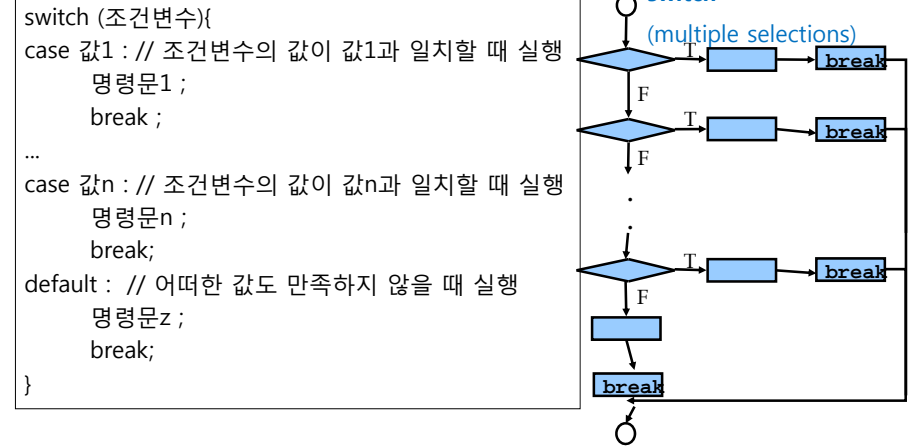 switch (조건변수){
case 값1 : // 조건변수의 값이 값1과 일치할 때 실행
명령문1 ;
break ;
...
case 값n : // 조건변수의 값이 값n과 일치할 때 실행
명령문n ;
break;
default : // 어떠한 값도 만족하지 않을 때 실행
명령문z ;
break;
}
switch
(multiple selections)
T
break
F
T
break
F
.
.
T
break
F
break